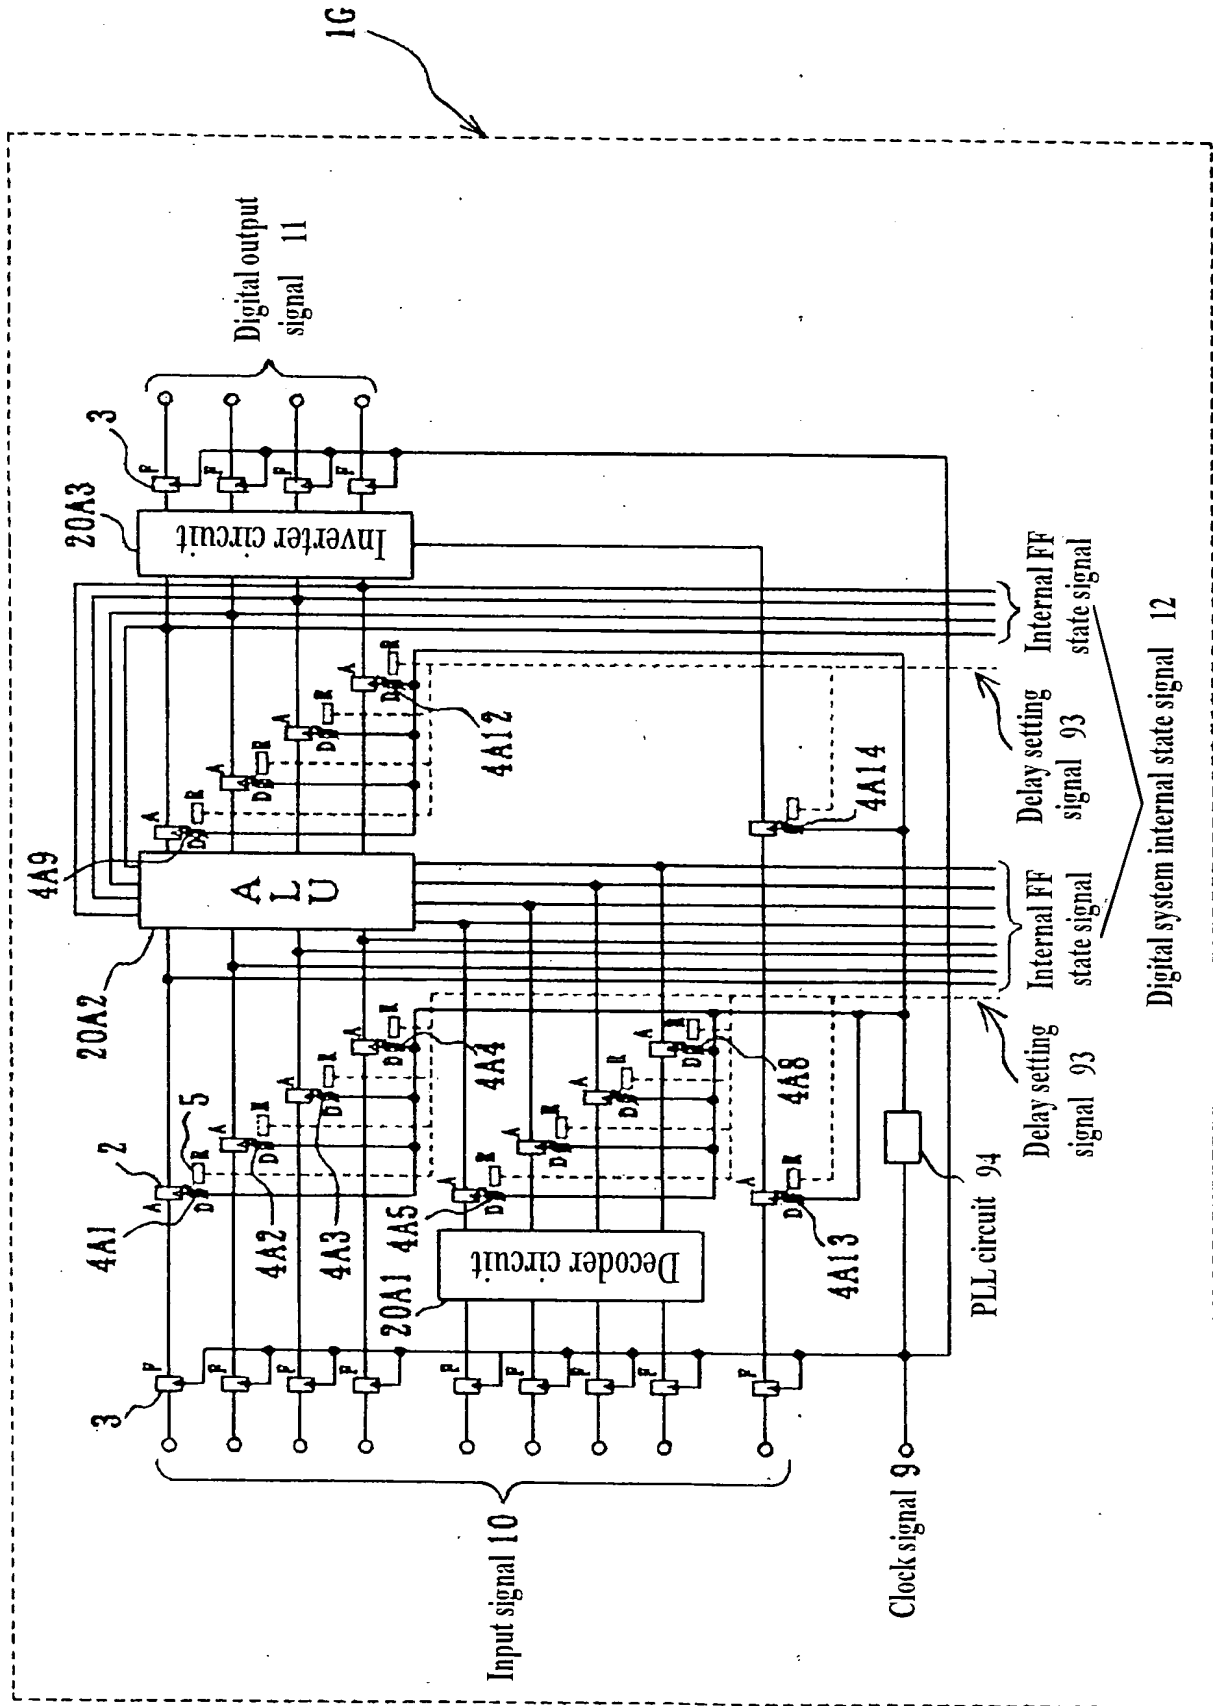 1G
Digital output
signal 11
3
F
F
F
F
20A3
Inverter circuit
Internal FF
state signal
A
D
R
A
D
R
A
D
R
A
D
R
4A12
4A9
Delay setting
signal 93
4A14
20A2
ALU
Internal FF
state signal
Digital system internal state signal 12
2
5
A
D
R
4A1
A
D
R
4A2
A
D
R
4A3
A
D
R
4A4
A
D
R
4A5
A
D
R
A
D
R
A
D
R
4A8
A
D
R
4A13
Delay setting
signal 93
20A1
Decoder circuit
PLL circuit 94
3
F
F
F
F
F
F
F
F
F
Input signal 10
Clock signal 9